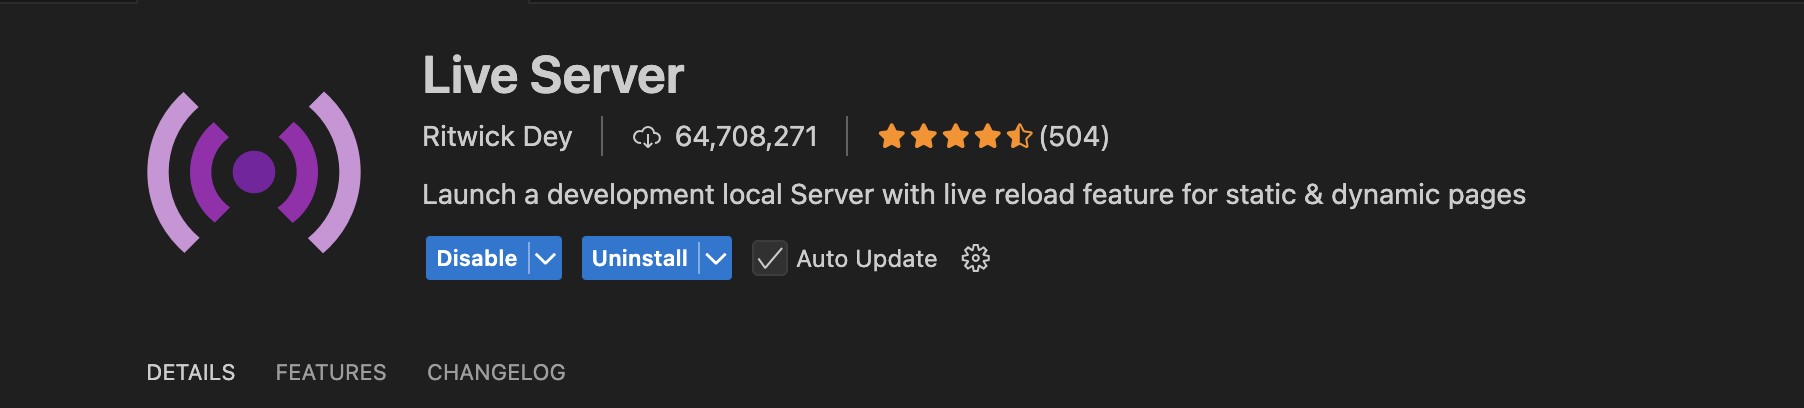 Live Server
Ritwick Dey 64,708,271 (504)
Launch a development local Server with live reload feature for static & dynamic pages
Disable Uninstall Auto Update
DETAILS FEATURES CHANGELOG